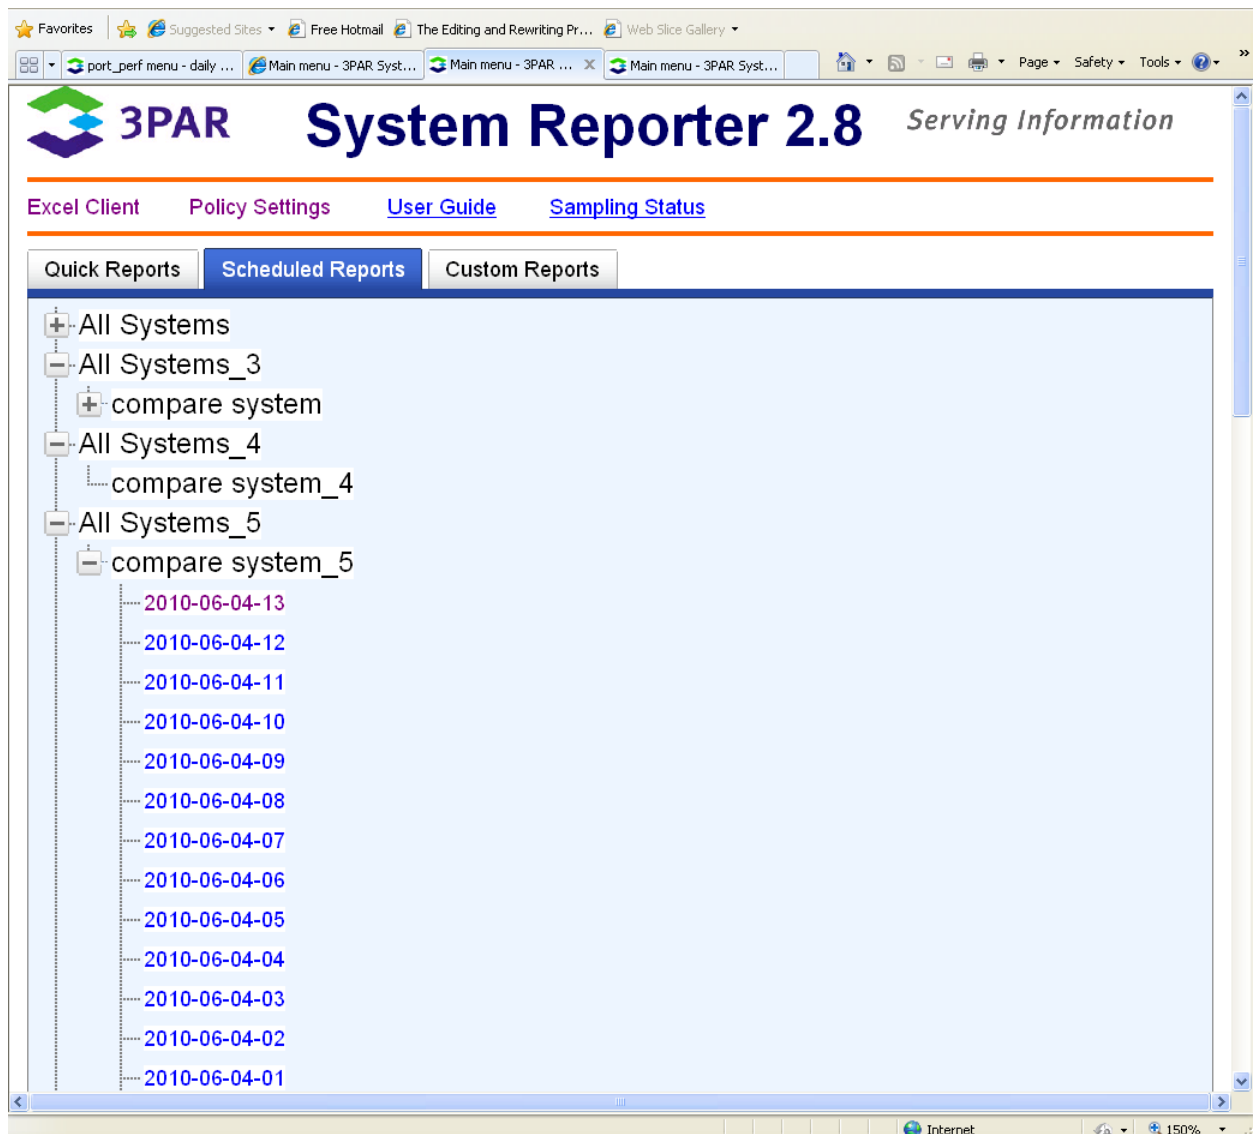 Favorites Suggested Sites Free Hotmail The Editing and Rewriting Pr... Web Slice Gallery
port_perf menu - daily ... Main menu - 3PAR Syst... Main menu - 3PAR ... X Main menu - 3PAR Syst... Page Safety Tools »
3PAR System Reporter 2.8 Serving Information
Excel Client Policy Settings User Guide Sampling Status
Quick Reports Scheduled Reports Custom Reports
All Systems
All Systems_3
compare system
All Systems_4
compare system_4
All Systems_5
compare system_5
2010-06-04-13
2010-06-04-12
2010-06-04-11
2010-06-04-10
2010-06-04-09
2010-06-04-08
2010-06-04-07
2010-06-04-06
2010-06-04-05
2010-06-04-04
2010-06-04-03
2010-06-04-02
2010-06-04-01
Internet 150%